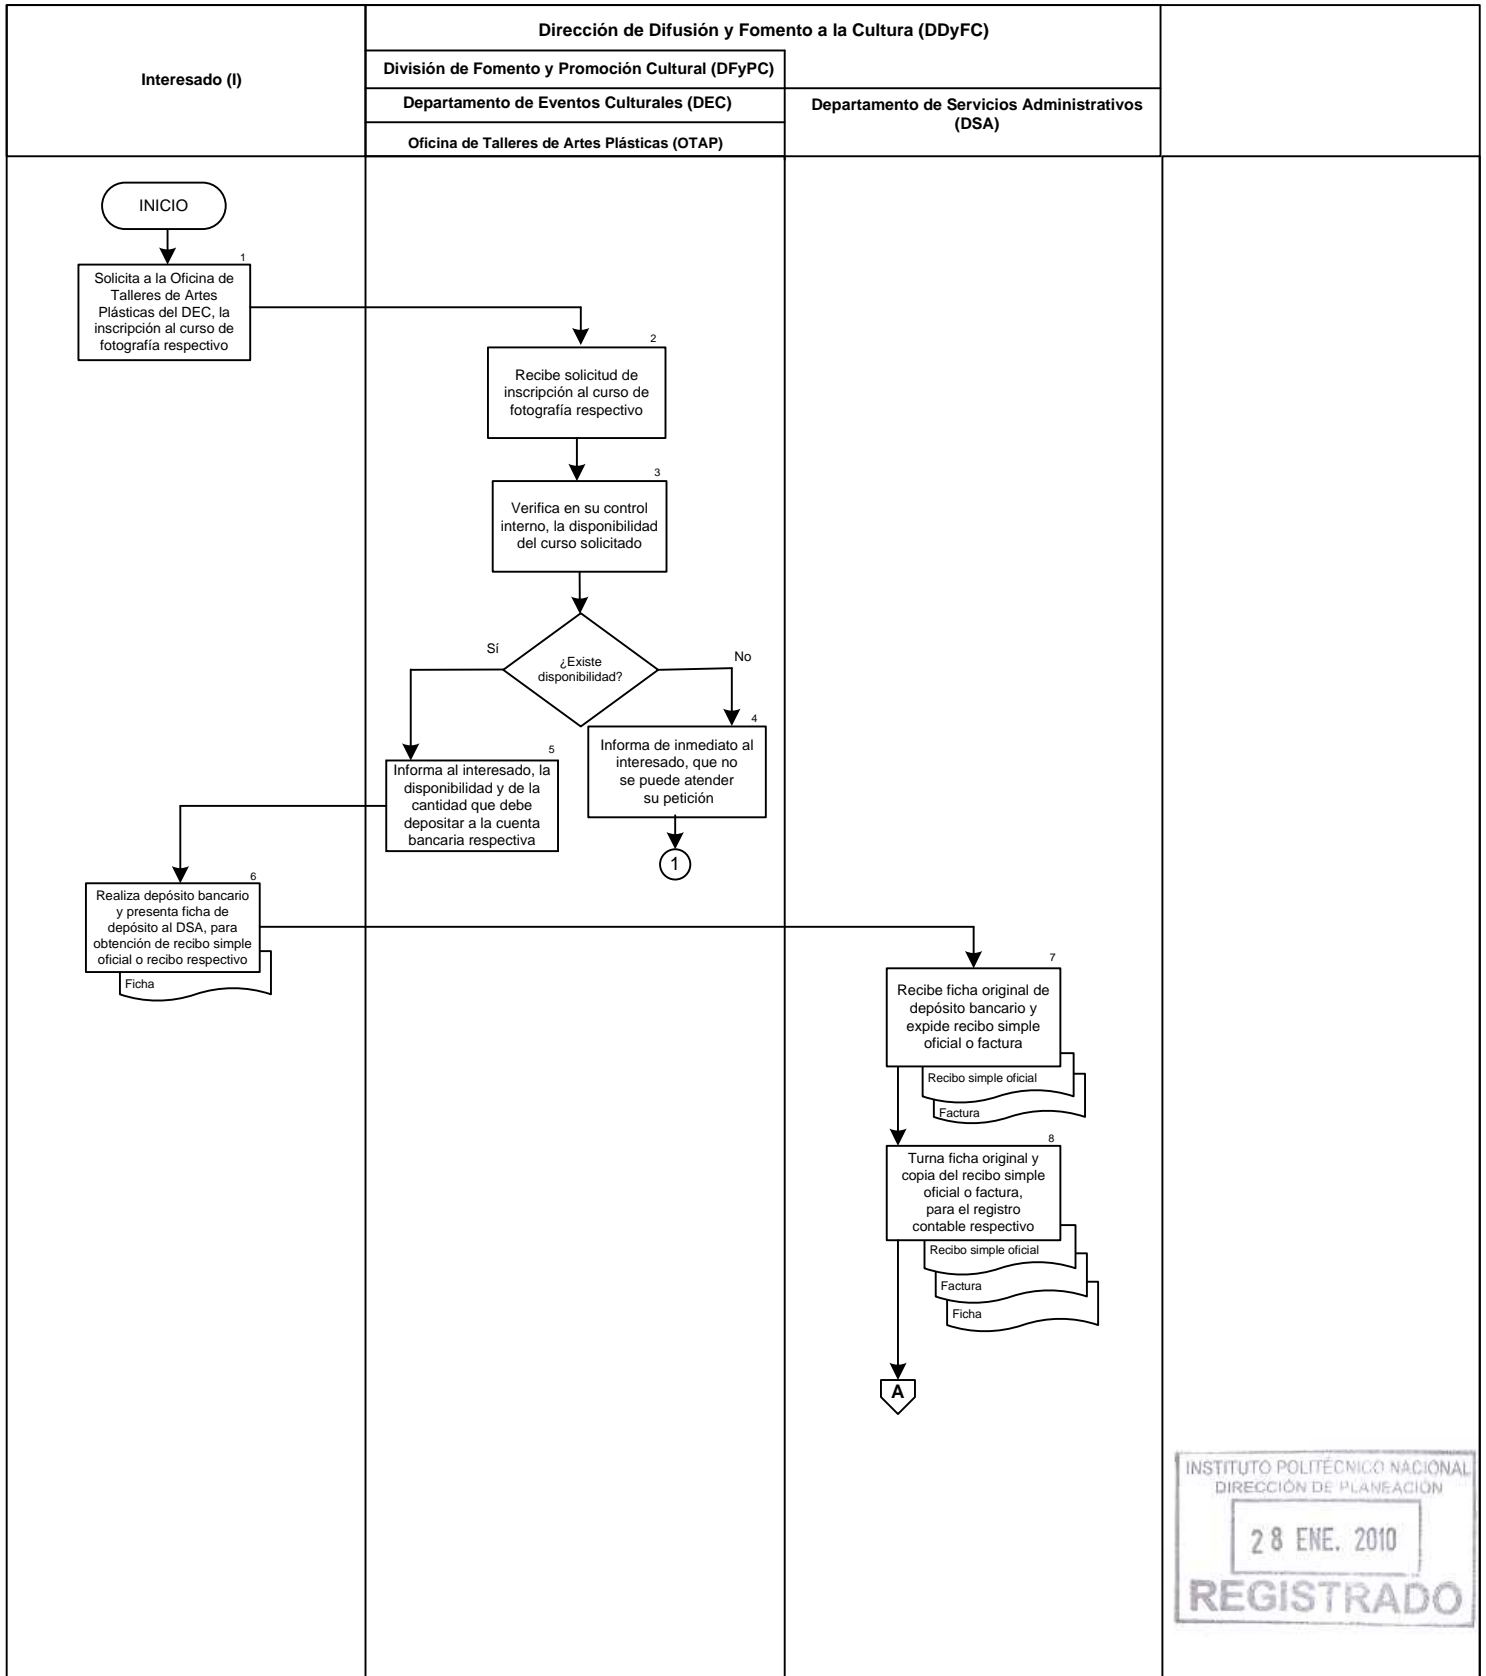 Interesado (I)
Dirección de Difusión y Fomento a la Cultura (DDyFC)
División de Fomento y Promoción Cultural (DFyPC)
Departamento de Eventos Culturales (DEC)
Oficina de Talleres de Artes Plásticas (OTAP)
Departamento de Servicios Administrativos
(DSA)
INICIO
1
Solicita a la Oficina de
Talleres de Artes
Plásticas del DEC, la
inscripción al curso de
fotografía respectivo
2
Recibe solicitud de
inscripción al curso de
fotografía respectivo
3
Verifica en su control
interno, la disponibilidad
del curso solicitado
¿Existe
disponibilidad?
Sí
No
4
Informa de inmediato al
interesado, que no
se puede atender
su petición
1
5
Informa al interesado, la
disponibilidad y de la
cantidad que debe
depositar a la cuenta
bancaria respectiva
6
Realiza depósito bancario
y presenta ficha de
depósito al DSA, para
obtención de recibo simple
oficial o recibo respectivo
Ficha
7
Recibe ficha original de
depósito bancario y
expide recibo simple
oficial o factura
Recibo simple oficial
Factura
8
Turna ficha original y
copia del recibo simple
oficial o factura,
para el registro
contable respectivo
Recibo simple oficial
Factura
Ficha
A
INSTITUTO POLITÉCNICO NACIONAL
DIRECCIÓN DE PLANEACIÓN
28 ENE. 2010
REGISTRADO